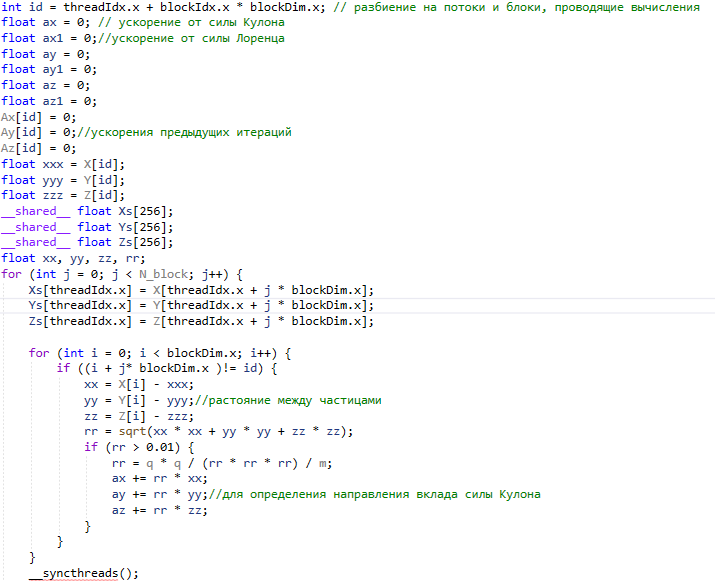 int id = threadIdx.x + blockIdx.x * blockDim.x; // разбиение на потоки и блоки, проводящие вычисления
float ax = 0; // ускорение от силы Кулона
float ax1 = 0;//ускорение от силы Лоренца
float ay = 0;
float ay1 = 0;
float az = 0;
float az1 = 0;
Ax[id] = 0;
Ay[id] = 0;//ускорения предыдущих итераций
Az[id] = 0;
float xxx = X[id];
float yyy = Y[id];
float zzz = Z[id];
__shared__ float Xs[256];
__shared__ float Ys[256];
__shared__ float Zs[256];
float xx, yy, zz, rr;
for (int j = 0; j < N_block; j++) {
Xs[threadIdx.x] = X[threadIdx.x + j * blockDim.x];
Ys[threadIdx.x] = Y[threadIdx.x + j * blockDim.x];
Zs[threadIdx.x] = Z[threadIdx.x + j * blockDim.x];
for (int i = 0; i < blockDim.x; i++) {
if ((i + j* blockDim.x )!= id) {
xx = X[i] - xxx;
yy = Y[i] - yyy;//растояние между частицами
zz = Z[i] - zzz;
rr = sqrt(xx * xx + yy * yy + zz * zz);
if (rr > 0.01) {
rr = q * q / (rr * rr * rr) / m;
ax += rr * xx;
ay += rr * yy;//для определения направления вклада силы Кулона
az += rr * zz;
}
}
}
__syncthreads();